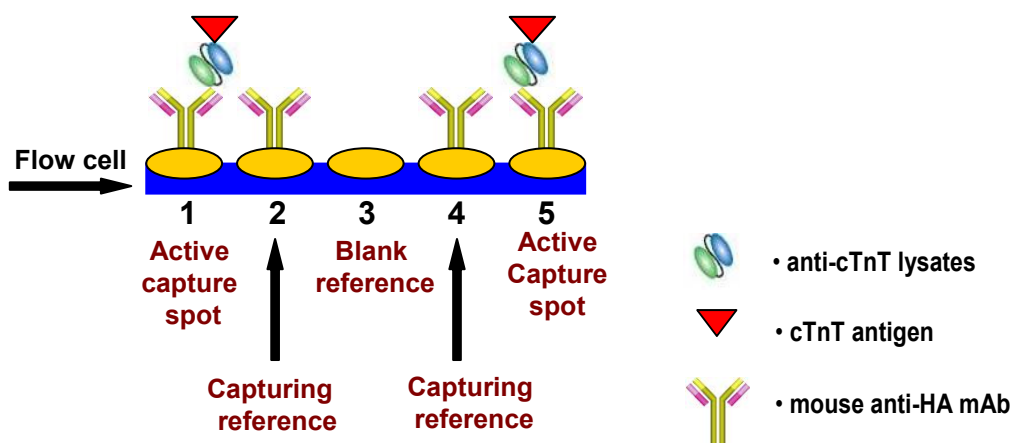 Flow cell
1 2 3 4 5
Active
capture
spot
Blank
reference
Active
Capture
spot
Capturing
reference
Capturing
reference
• anti-cTnT lysates
• cTnT antigen
• mouse anti-HA mAb